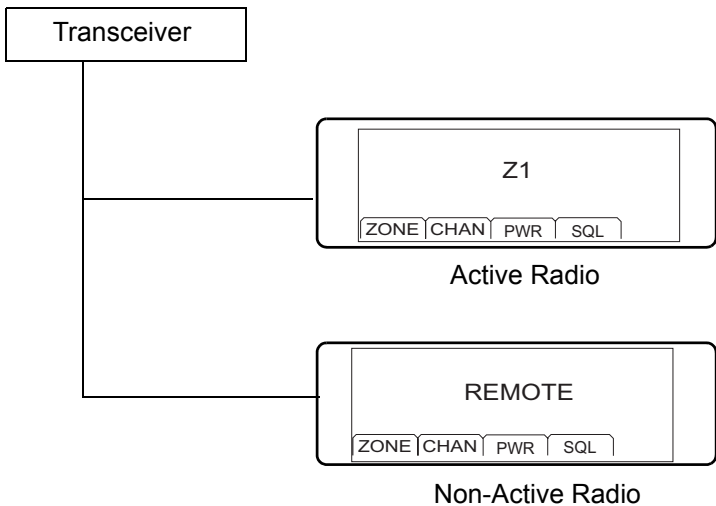 Transceiver
Z1
ZONE CHAN PWR SQL
Active Radio
REMOTE
ZONE CHAN PWR SQL
Non-Active Radio